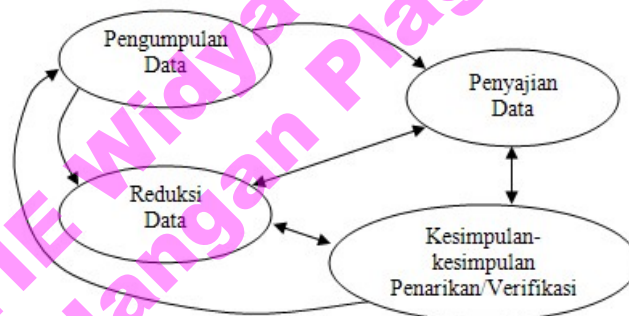 Pengumpulan
Data
Penyajian
Data
Reduksi
Data
Kesimpulan-
kesimpulan
Penarikan/Verifikasi